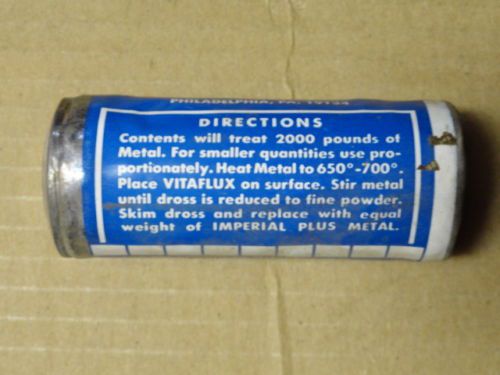 PHILADELPHIA, PA. 19134
DIRECTIONS
Contents will treat 2000 pounds of
Metal. For smaller quantities use pro-
portionately. Heat Metal to 650°-700°.
Place VITAFLUX on surface. Stir metal
until dross is reduced to fine powder.
Skim dross and replace with equal
weight of IMPERIAL PLUS METAL.